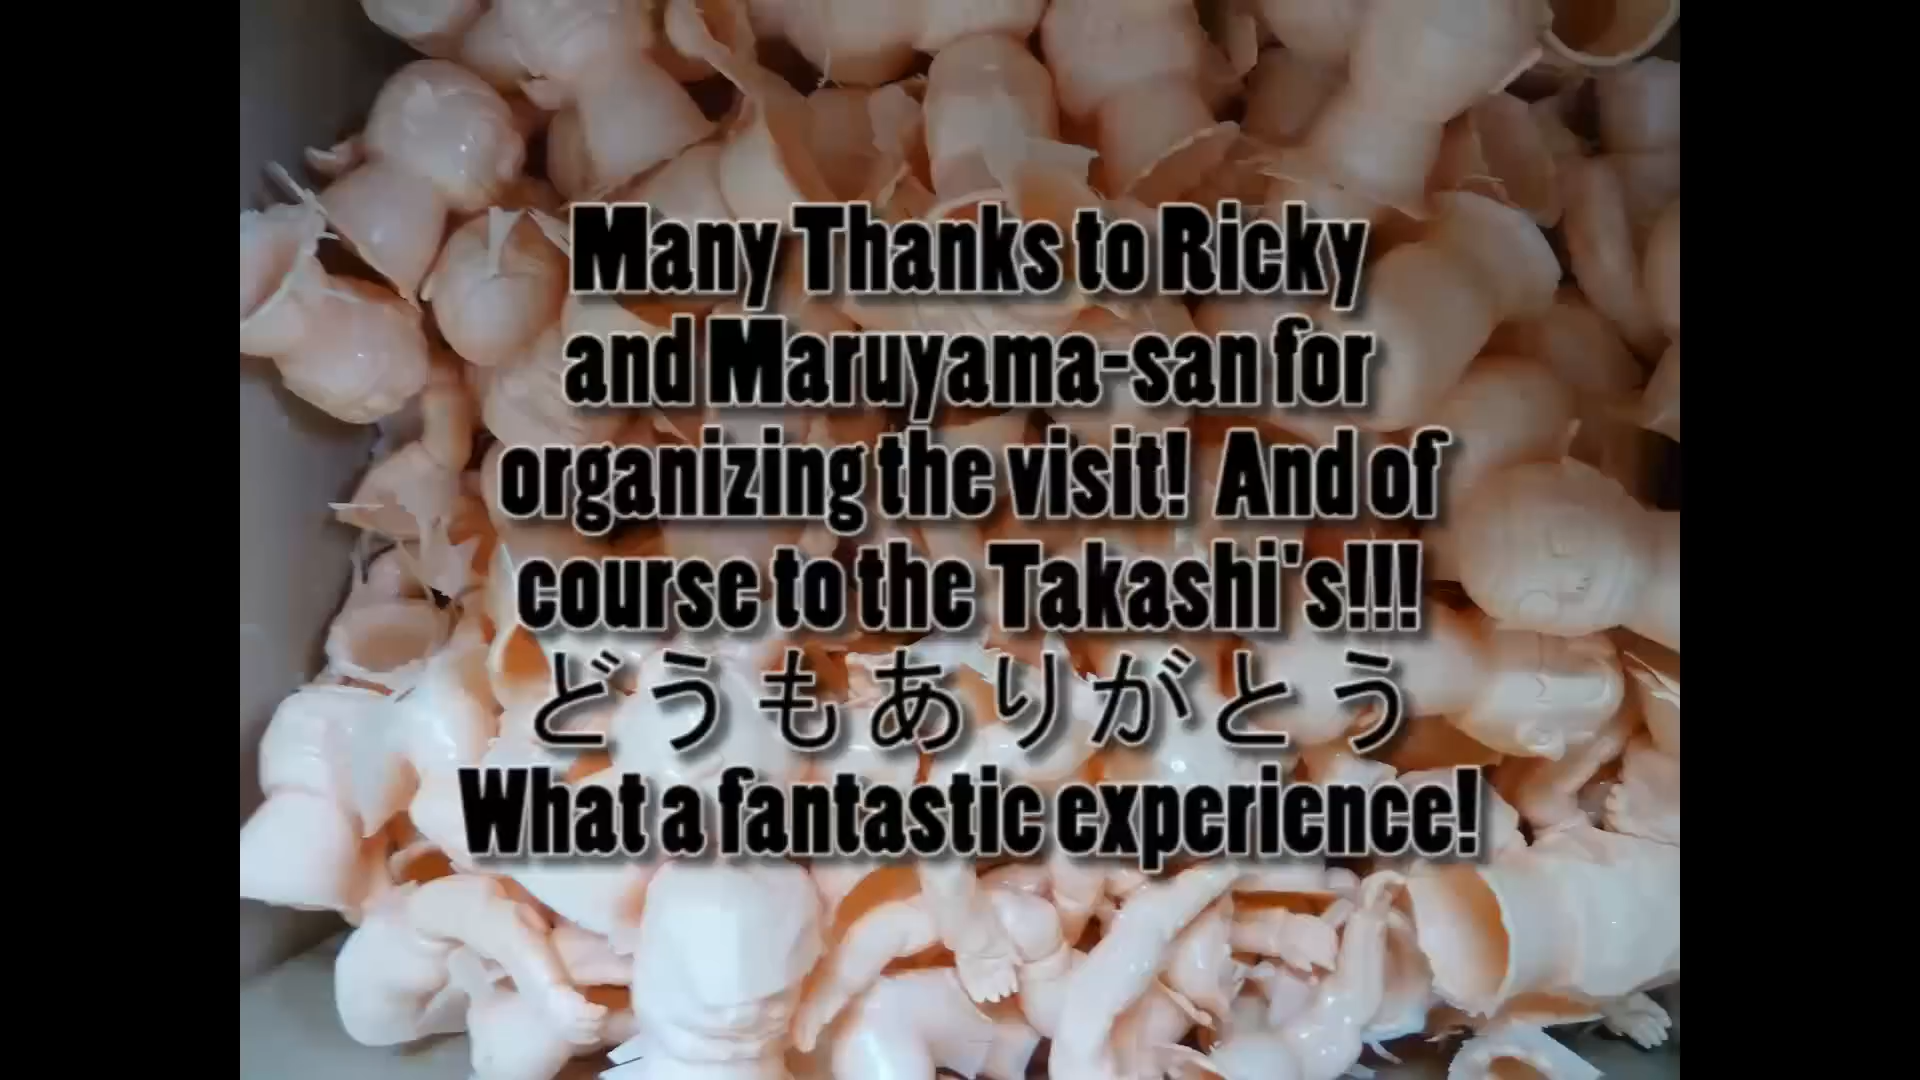 Many Thanks to Ricky
and Maruyama-san for
organizing the visit! And of
course to the Takashi's!!!
どうもありがとう
What a fantastic experience!